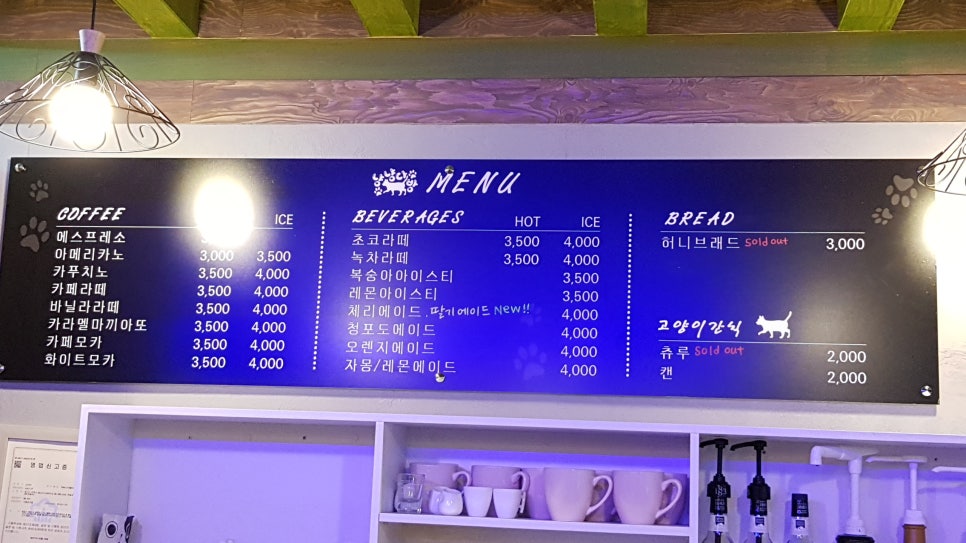 MENU
COFFEE ICE
에스프레소
아메리카노 3,000 3,500
카푸치노 3,500 4,000
카페라떼 3,500 4,000
바닐라라떼 3,500 4,000
카라멜마끼아또 3,500 4,000
카페모카 3,500 4,000
화이트모카 3,500 4,000
BEVERAGES HOT ICE
초코라떼 3,500 4,000
녹차라떼 3,500 4,000
복숭아아이스티 3,500
레몬아이스티 3,500
체리에이드 . 딸기에이드 New!! 4,000
청포도에이드 4,000
오렌지에이드 4,000
자몽/레몬에이드 4,000
BREAD
허니브래드 Sold out 3,000
고양이간식
츄루 Sold out 2,000
캔 2,000
영업신고증